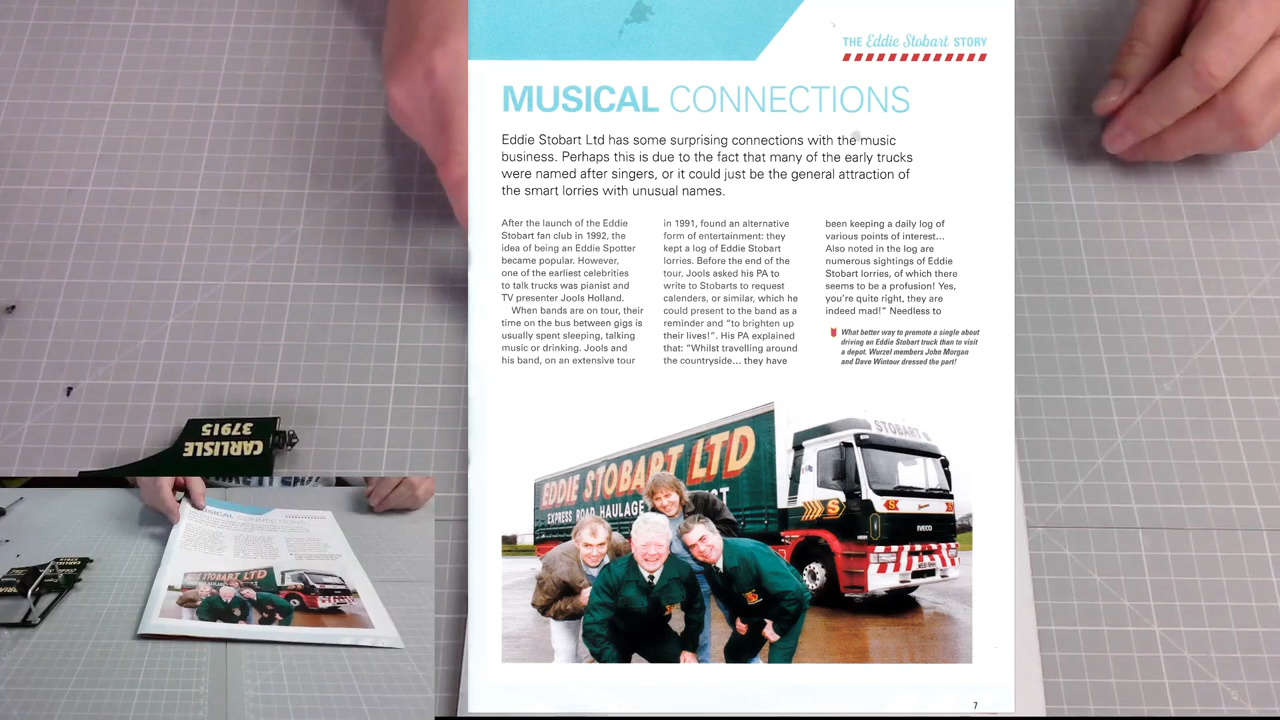 THE Eddie Stobart STORY
MUSICAL CONNECTIONS
Eddie Stobart Ltd has some surprising connections with the music
business. Perhaps this is due to the fact that many of the early trucks
were named after singers, or it could just be the general attraction of
the smart lorries with unusual names.
After the launch of the Eddie
Stobart fan club in 1992, the
idea of being an Eddie Spotter
became popular. However,
one of the earliest celebrities
to talk trucks was pianist and
TV presenter Jools Holland.
When bands are on tour, their
time on the bus between gigs is
usually spent sleeping, talking
music or drinking. Jools and
his band, on an extensive tour
in 1991, found an alternative
form of entertainment: they
kept a log of Eddie Stobart
lorries. Before the end of the
tour, Jools asked his PA to
write to Stobarts to request
calenders, or similar, which he
could present to the band as a
reminder and “to brighten up
their lives!”. His PA explained
that: “Whilst travelling around
the countryside... they have
been keeping a daily log of
various points of interest...
Also noted in the log are
numerous sightings of Eddie
Stobart lorries, of which there
seems to be a profusion! Yes,
you’re quite right, they are
indeed mad!” Needless to
What better way to promote a single about
driving an Eddie Stobart truck than to visit
a depot. Wurzel members John Morgan
and Dave Wintour dressed the part!
STOBART
EDDIE STOBART LTD
EXPRESS ROAD HAULAGE
S
S
IVECO
7
CARLISLE
37915
MUSICAL CONNECTIONS
EDDIE STOBART LTD
37915
CARLISLE